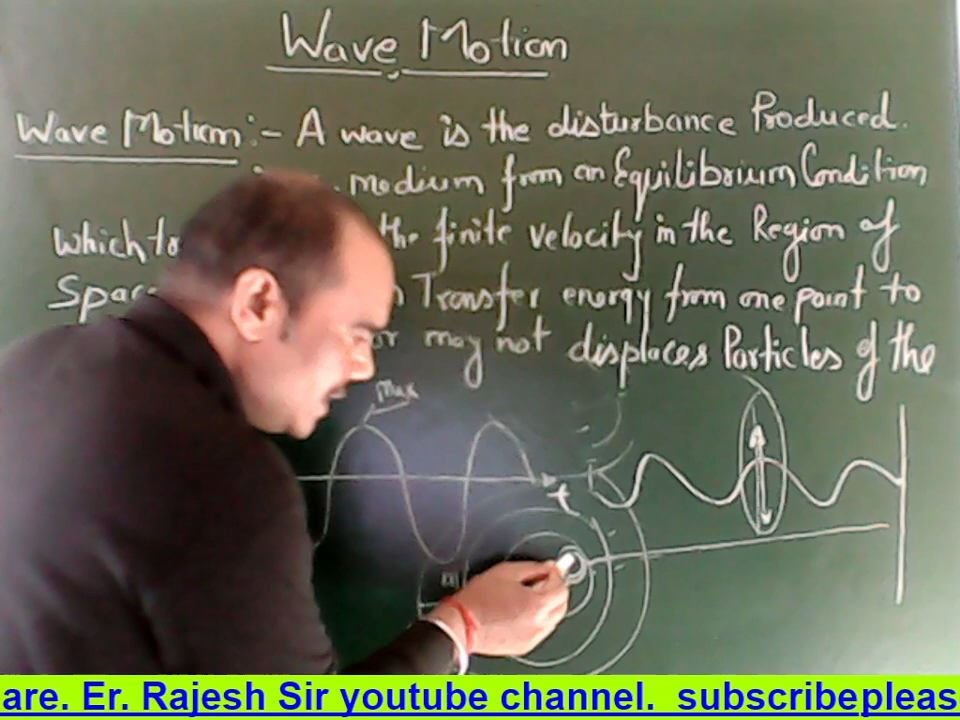 Wave Motion
Wave Motion:- A wave is the disturbance Produced.
medium from an Equilibrium Condition
which the finite velocity in the Region of
Transfer energy from one point to
or may not displaces Particles of the
Max
t
are. Er. Rajesh Sir youtube channel. subscribepleas